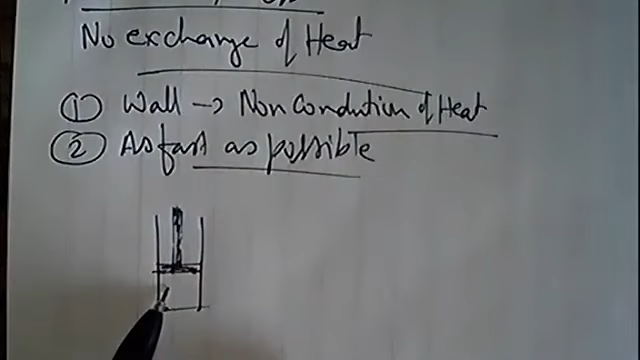 No exchange of Heat
① Wall → Non Condution of Heat
② As fast as possible